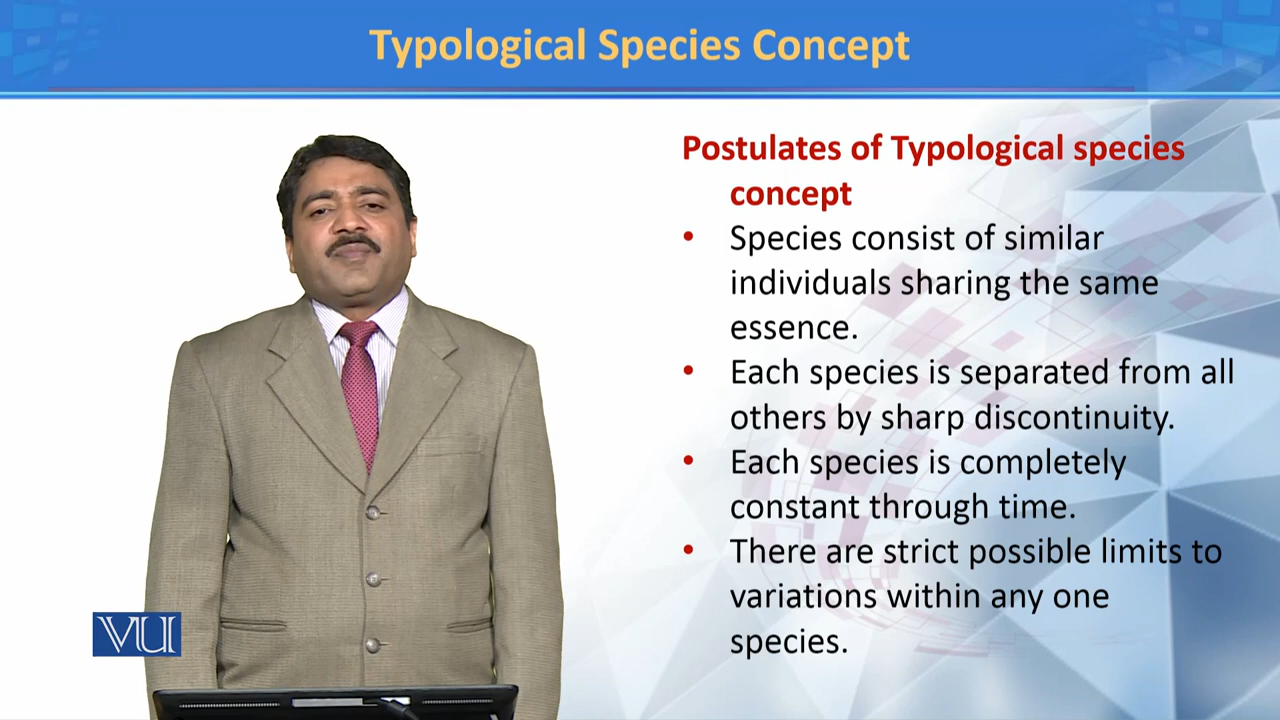 Typological Species Concept
Postulates of Typological species
concept
• Species consist of similar
individuals sharing the same
essence.
• Each species is separated from all
others by sharp discontinuity.
• Each species is completely
constant through time.
• There are strict possible limits to
variations within any one
species.
VU